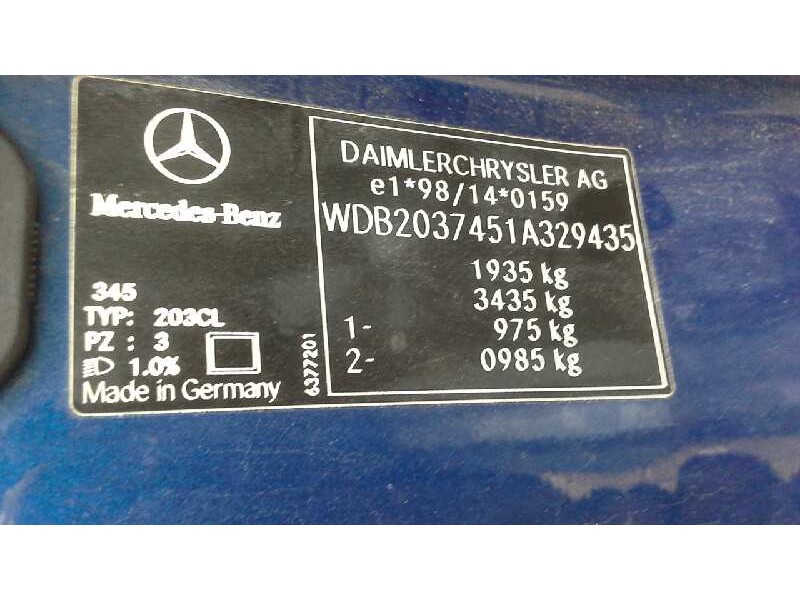 Mercedes-Benz
345
TYP: 203CL
PZ : 3
1.0%
Made in Germany
6377201
DAIMLERCHRYSLER AG
e1*98/14*0159
WDB2037451A329435
1935 kg
3435 kg
1- 975 kg
2- 0985 kg